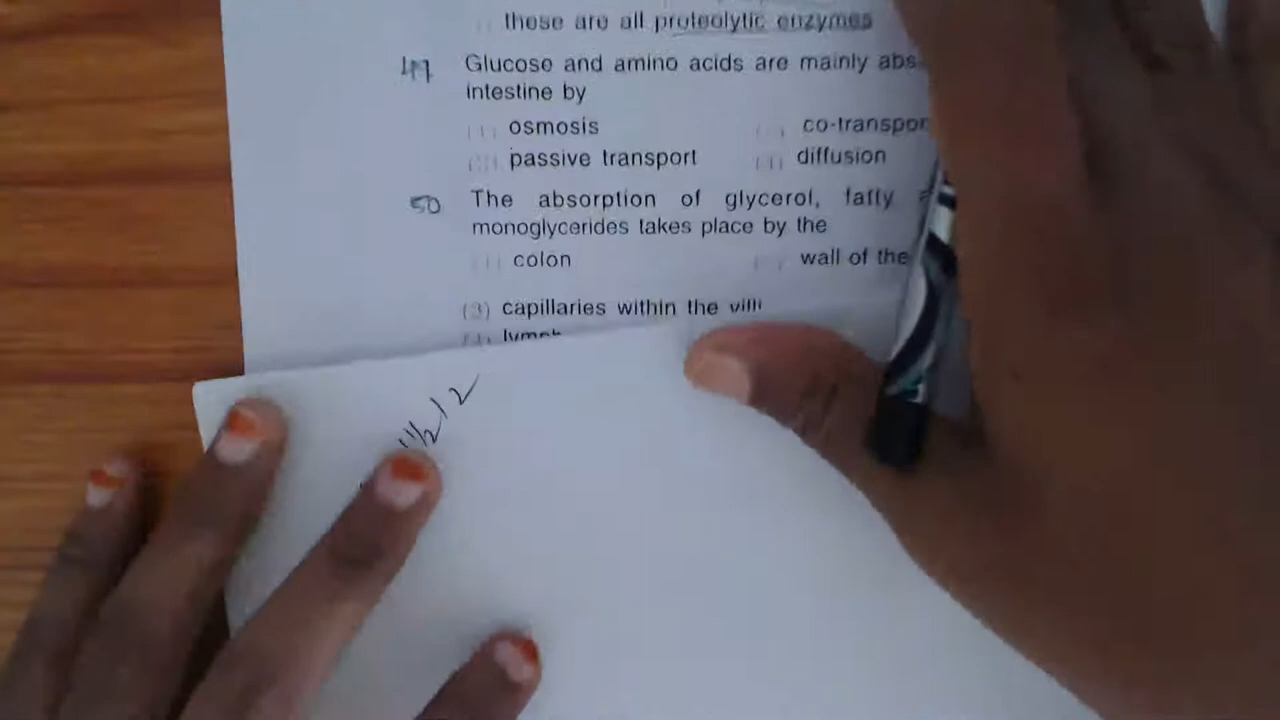 these are all proteolytic enzymes
49 Glucose and amino acids are mainly abs
intestine by
(1) osmosis co-transpor
passive transport diffusion
50 The absorption of glycerol, fatty
monoglycerides takes place by the
colon wall of the
(3) capillaries within the villi
lymph